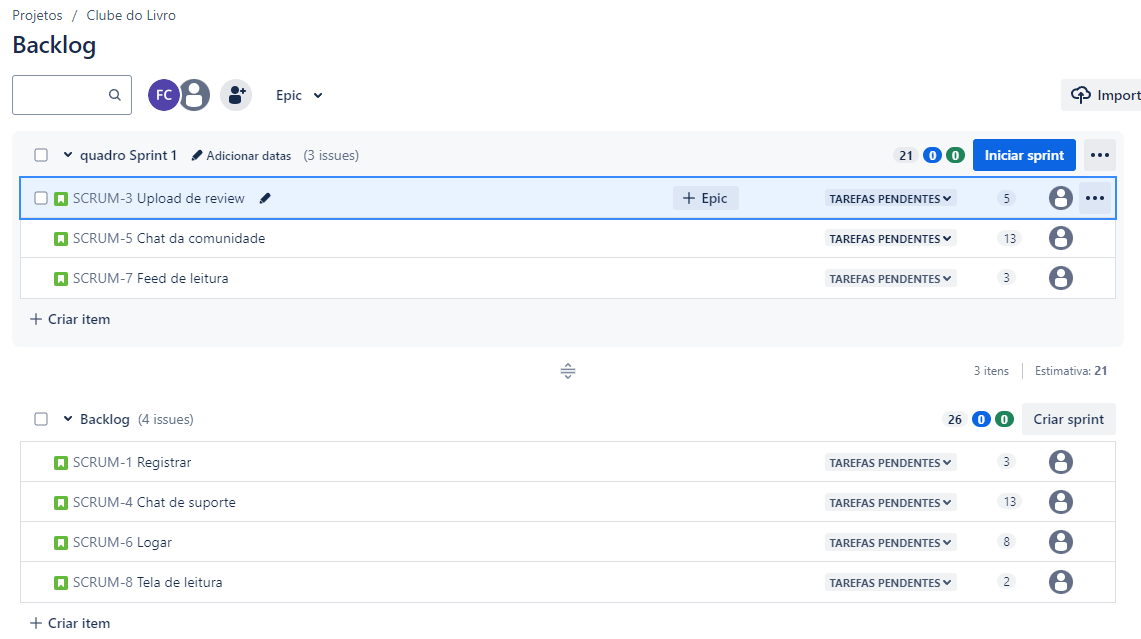 Projetos / Clube do Livro
Backlog
FC Epic Import
quadro Sprint 1 Adicionar datas (3 issues) 21 0 0 Iniciar sprint
SCRUM-3 Upload de review + Epic TAREFAS PENDENTES 5
SCRUM-5 Chat da comunidade TAREFAS PENDENTES 13
SCRUM-7 Feed de leitura TAREFAS PENDENTES 3
+ Criar item
3 itens Estimativa: 21
Backlog (4 issues) 26 0 0 Criar sprint
SCRUM-1 Registrar TAREFAS PENDENTES 3
SCRUM-4 Chat de suporte TAREFAS PENDENTES 13
SCRUM-6 Logar TAREFAS PENDENTES 8
SCRUM-8 Tela de leitura TAREFAS PENDENTES 2
+ Criar item